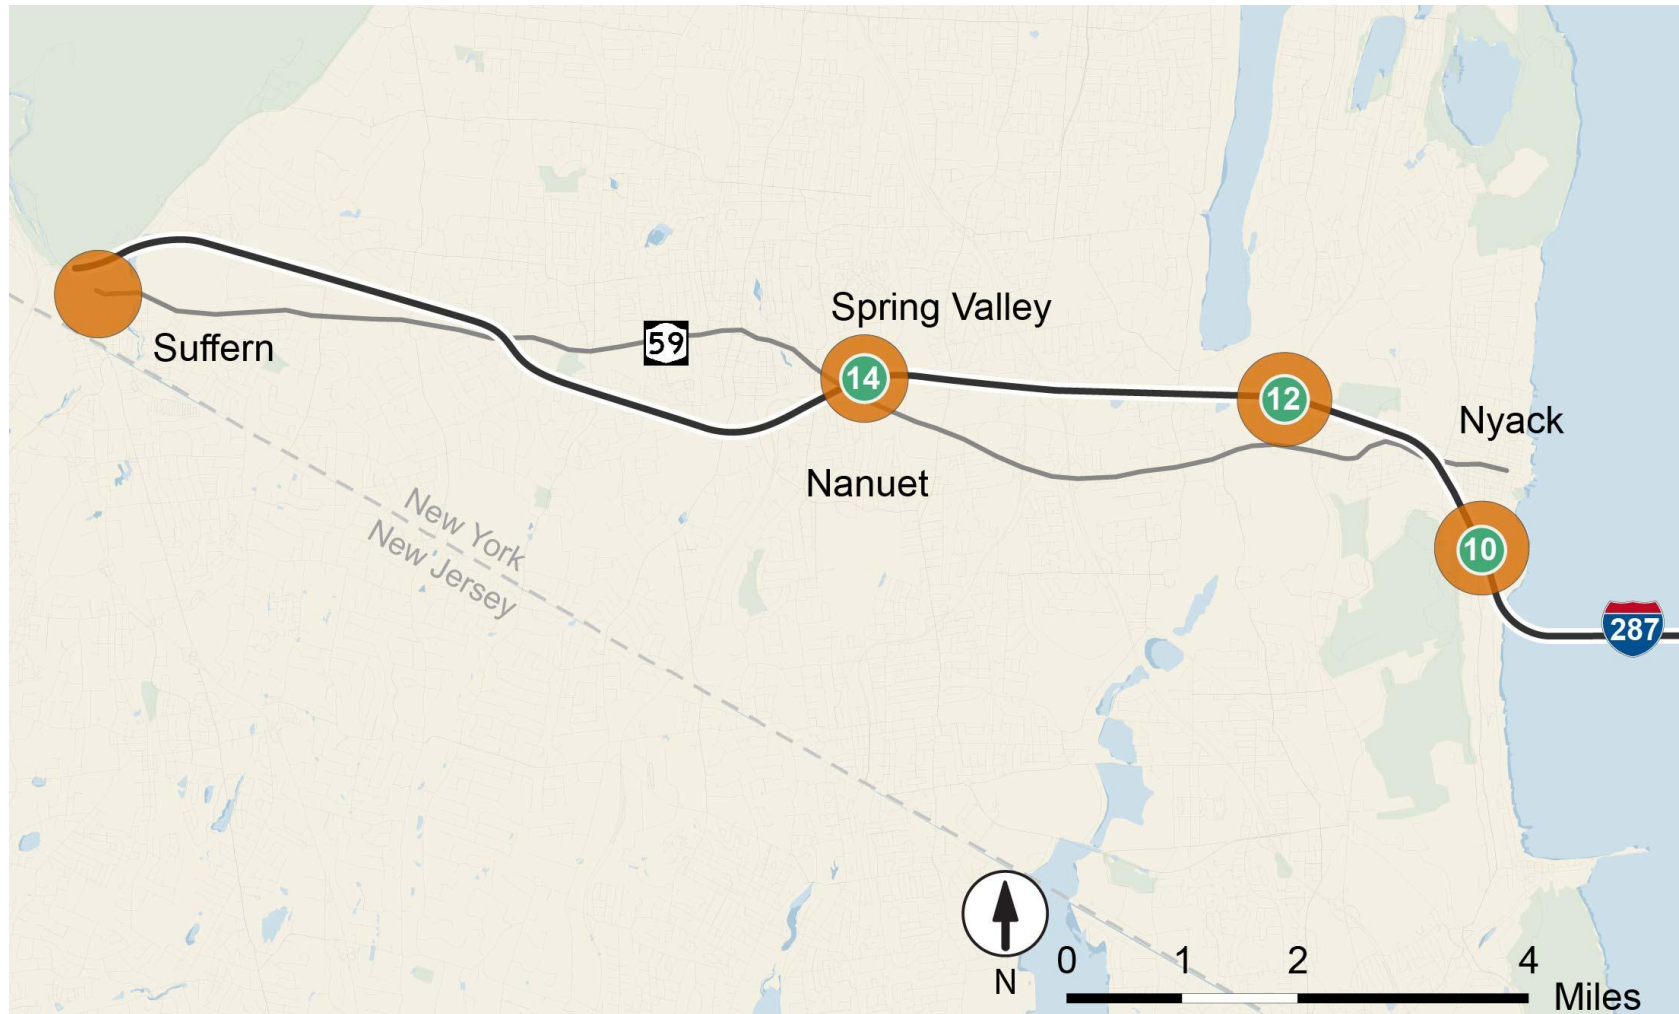 Spring Valley
59
Suffern
14
12
Nyack
Nanuet
New York
New Jersey
10
287
N
0 1 2 4
Miles